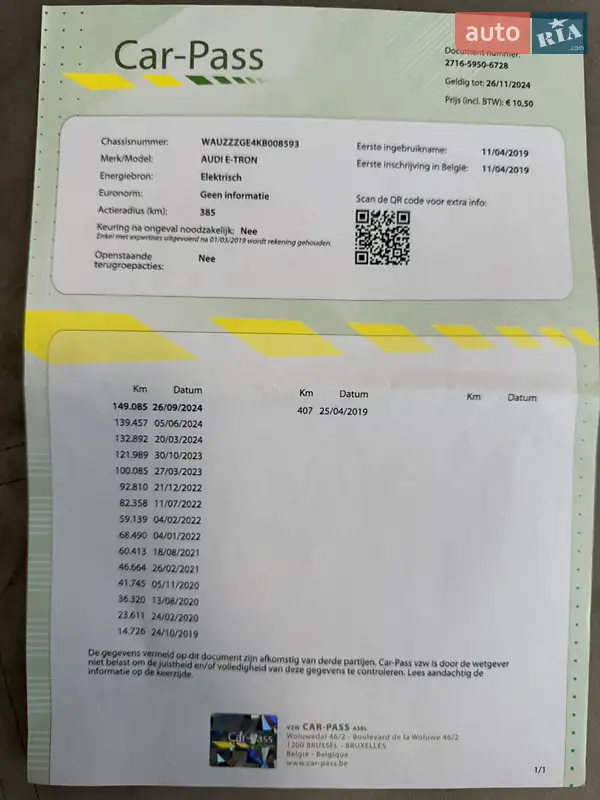 auto RIA.com
Car-Pass
Document nummer:
2716-5950-6728
Geldig tot: 26/11/2024
Prijs (incl. BTW): € 10,50
Chassisnummer: WAUZZZGE4KB008593
Merk/Model: AUDI E-TRON
Energiebron: Elektrisch
Euronorm: Geen informatie
Actieradius (km): 385
Keuring na ongeval noodzakelijk: Nee
Enkel met expertises uitgevoerd na 01/03/2019 wordt rekening gehouden.
Openstaande
terugroepacties: Nee
Eerste ingebruikname: 11/04/2019
Eerste inschrijving in België: 11/04/2019
Scan de QR code voor extra info:
Km Datum
149.085 26/09/2024
139.457 05/06/2024
132.892 20/03/2024
121.989 30/10/2023
100.085 27/03/2023
92.810 21/12/2022
82.358 11/07/2022
59.139 04/02/2022
68.490 04/01/2022
60.413 18/08/2021
46.664 26/02/2021
41.745 05/11/2020
36.320 13/08/2020
23.611 24/02/2020
14.726 24/10/2019
Km Datum
407 25/04/2019
Km Datum
De gegevens vermeld op dit document zijn afkomstig van derde partijen. Car-Pass vzw is door de wetgever
niet belast om de juistheid en/of volledigheid van deze gegevens te controleren. Lees aandachtig de
informatie op de keerzijde.
Car-Pass
VZW CAR-PASS ASBL
Woluwedal 46/2 - Boulevard de la Woluwe 46/2
1200 BRUSSEL - BRUXELLES
België - Belgique
www.car-pass.be
1/1